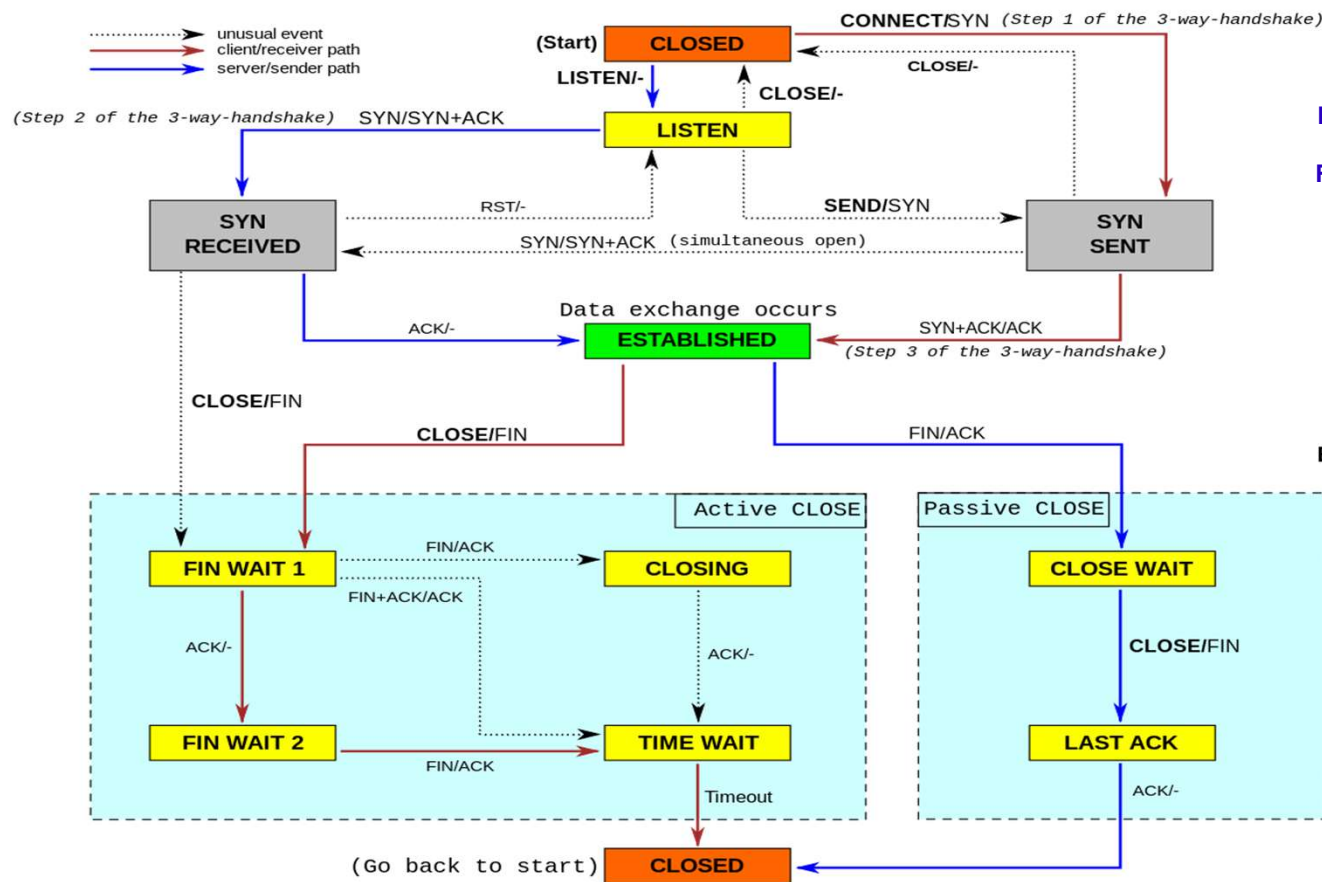 unusual event
client/receiver path
server/sender path
(Start)
CLOSED
CONNECT/SYN (Step 1 of the 3-way-handshake)
CLOSE/-
LISTEN/-
CLOSE/-
(Step 2 of the 3-way-handshake)
SYN/SYN+ACK
LISTEN
RST/-
SEND/SYN
SYN
RECEIVED
SYN
SENT
SYN/SYN+ACK (simultaneous open)
Data exchange occurs
ACK/-
ESTABLISHED
SYN+ACK/ACK
(Step 3 of the 3-way-handshake)
CLOSE/FIN
CLOSE/FIN
FIN/ACK
Active CLOSE
Passive CLOSE
FIN WAIT 1
FIN/ACK
CLOSING
CLOSE WAIT
FIN+ACK/ACK
ACK/-
ACK/-
CLOSE/FIN
FIN WAIT 2
FIN/ACK
TIME WAIT
LAST ACK
Timeout
ACK/-
(Go back to start)
CLOSED